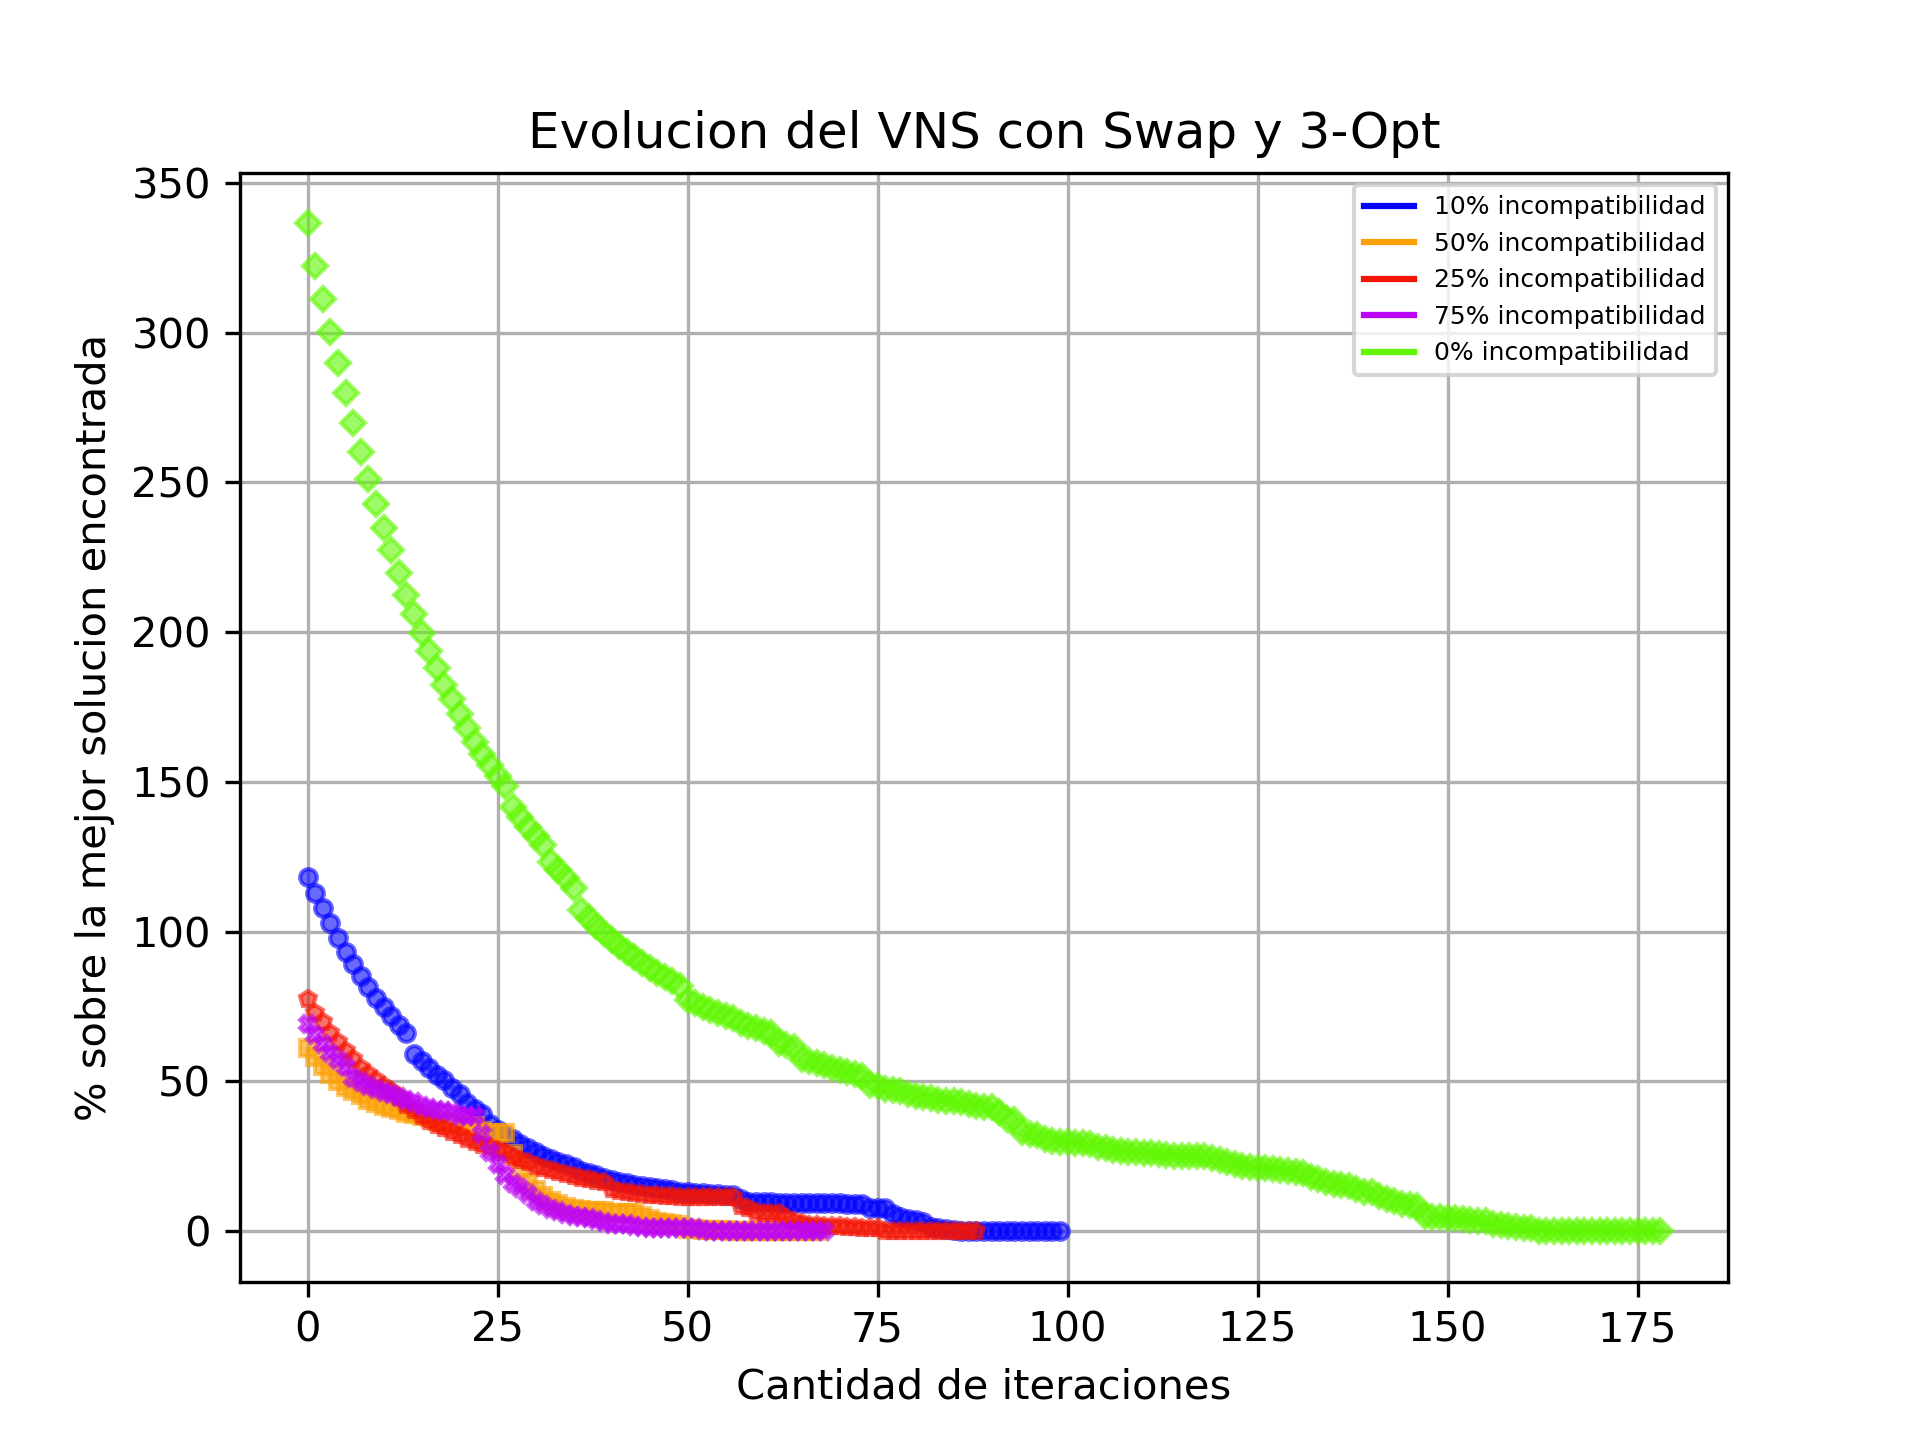 Evolucion del VNS con Swap y 3-Opt
% sobre la mejor solucion encontrada
350
300
250
200
150
100
50
0
10% incompatibilidad
50% incompatibilidad
25% incompatibilidad
75% incompatibilidad
0% incompatibilidad
0 25 50 75 100 125 150 175
Cantidad de iteraciones